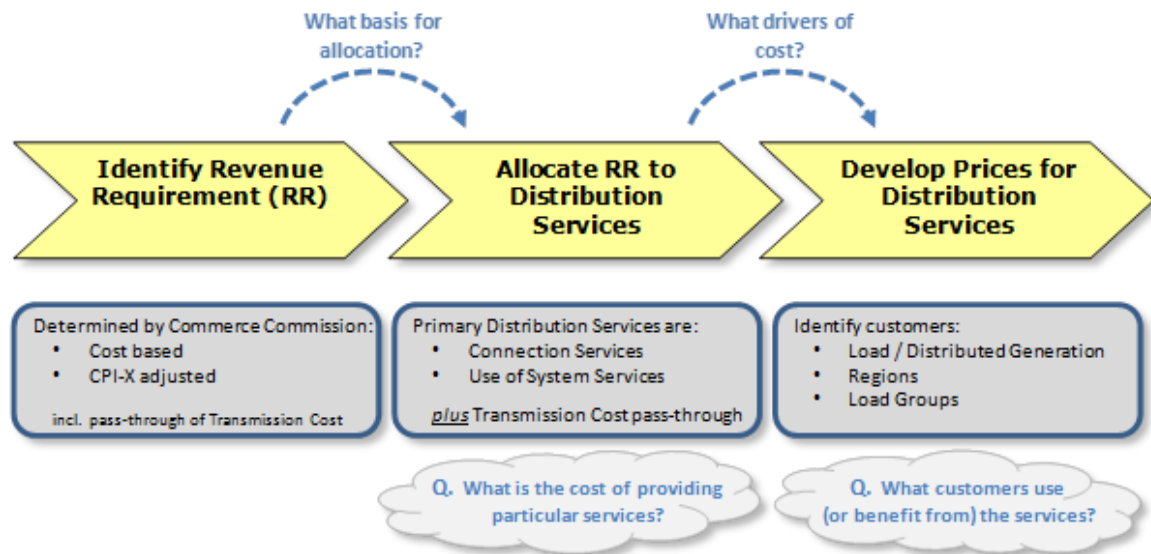 What basis for
allocation?
What drivers of
cost?
Identify Revenue
Requirement (RR)
Allocate RR to
Distribution
Services
Develop Prices for
Distribution
Services
Determined by Commerce Commission:
• Cost based
• CPI-X adjusted
incl. pass-through of Transmission Cost
Primary Distribution Services are:
• Connection Services
• Use of System Services
plus Transmission Cost pass-through
Identify customers:
• Load / Distributed Generation
• Regions
• Load Groups
Q. What is the cost of providing
particular services?
Q. What customers use
(or benefit from) the services?